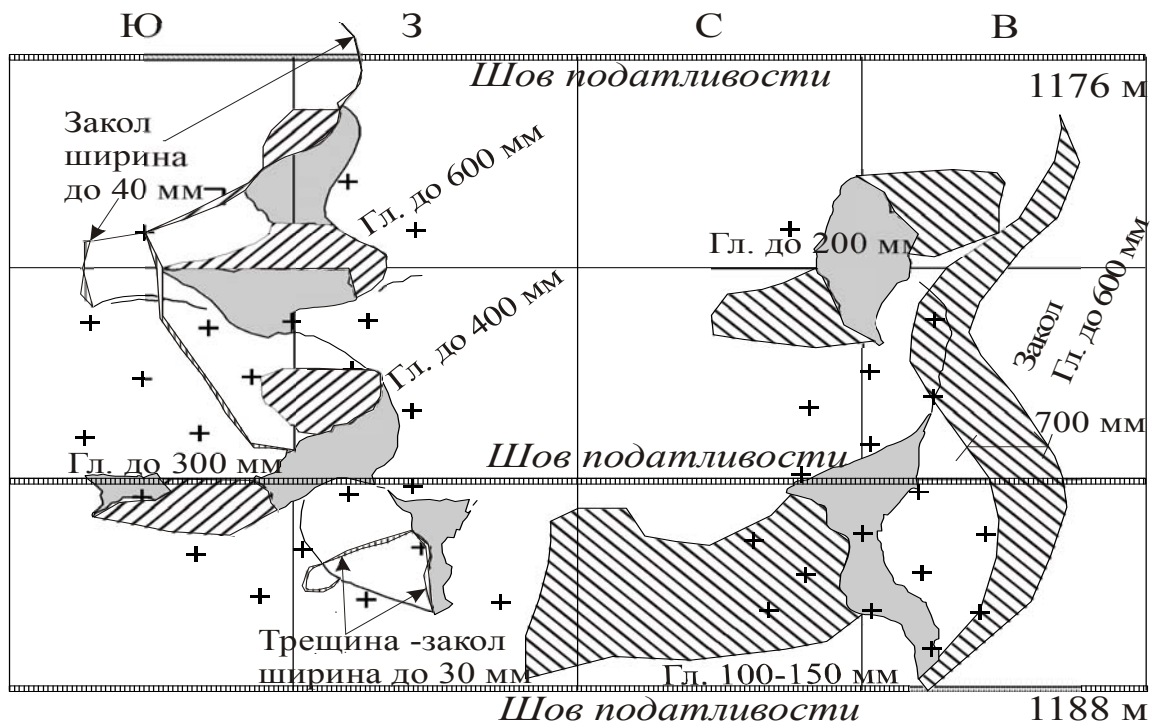 Ю З С В
Шов податливости
1176 м
Закол
ширина
до 40 мм
Гл. до 600 мм
Гл. до 200 мм
Гл. до 400 мм
Закол
Гл. до 600 мм
700 мм
Гл. до 300 мм
Шов податливости
Трещина -закол
ширина до 30 мм
Гл. 100-150 мм
Шов податливости
1188 м